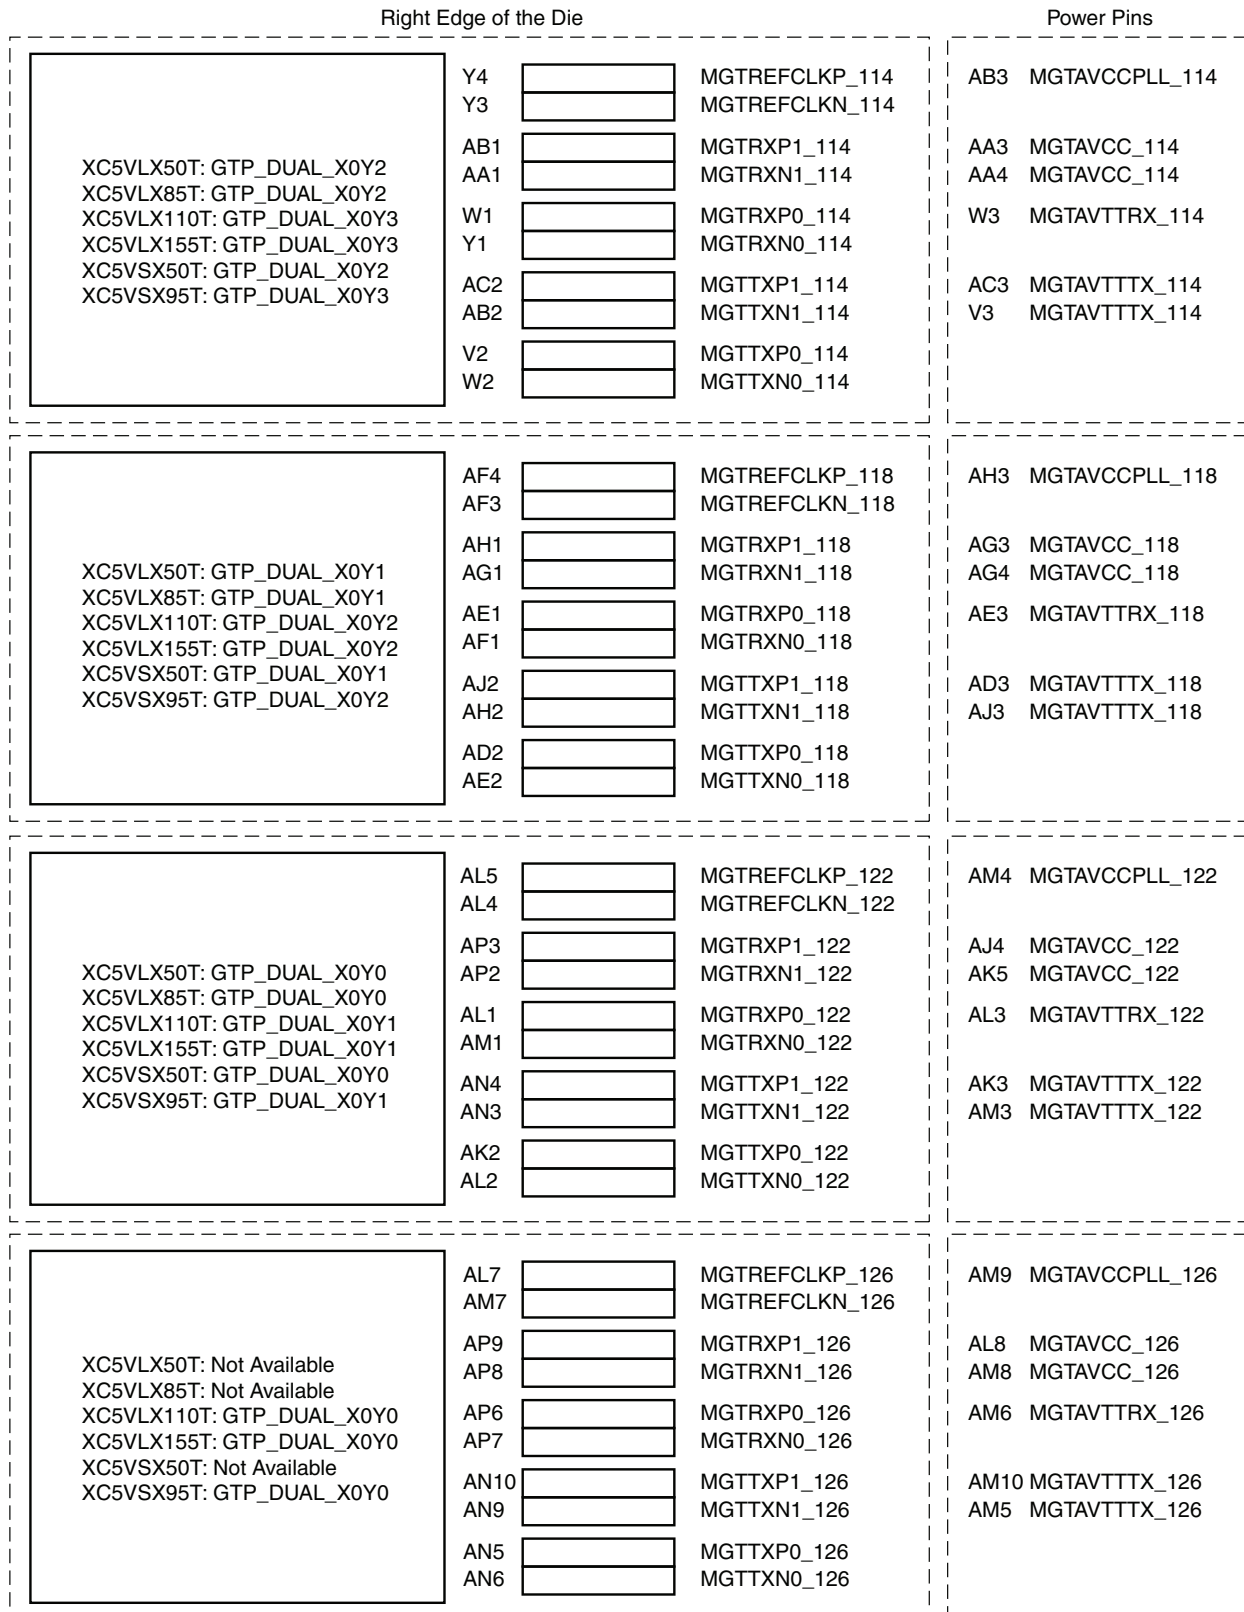 Right Edge of the Die Power Pins
XC5VLX50T: GTP_DUAL_X0Y2
XC5VLX85T: GTP_DUAL_X0Y2
XC5VLX110T: GTP_DUAL_X0Y3
XC5VLX155T: GTP_DUAL_X0Y3
XC5VSX50T: GTP_DUAL_X0Y2
XC5VSX95T: GTP_DUAL_X0Y3
Y4 MGTREFCLKP_114
Y3 MGTREFCLKN_114
AB1 MGTRXP1_114
AA1 MGTRXN1_114
W1 MGTRXP0_114
Y1 MGTRXN0_114
AC2 MGTTXP1_114
AB2 MGTTXN1_114
V2 MGTTXP0_114
W2 MGTTXN0_114
AB3 MGTAVCCPLL_114
AA3 MGTAVCC_114
AA4 MGTAVCC_114
W3 MGTAVTTRX_114
AC3 MGTAVTTTX_114
V3 MGTAVTTTX_114
XC5VLX50T: GTP_DUAL_X0Y1
XC5VLX85T: GTP_DUAL_X0Y1
XC5VLX110T: GTP_DUAL_X0Y2
XC5VLX155T: GTP_DUAL_X0Y2
XC5VSX50T: GTP_DUAL_X0Y1
XC5VSX95T: GTP_DUAL_X0Y2
AF4 MGTREFCLKP_118
AF3 MGTREFCLKN_118
AH1 MGTRXP1_118
AG1 MGTRXN1_118
AE1 MGTRXP0_118
AF1 MGTRXN0_118
AJ2 MGTTXP1_118
AH2 MGTTXN1_118
AD2 MGTTXP0_118
AE2 MGTTXN0_118
AH3 MGTAVCCPLL_118
AG3 MGTAVCC_118
AG4 MGTAVCC_118
AE3 MGTAVTTRX_118
AD3 MGTAVTTTX_118
AJ3 MGTAVTTTX_118
XC5VLX50T: GTP_DUAL_X0Y0
XC5VLX85T: GTP_DUAL_X0Y0
XC5VLX110T: GTP_DUAL_X0Y1
XC5VLX155T: GTP_DUAL_X0Y1
XC5VSX50T: GTP_DUAL_X0Y0
XC5VSX95T: GTP_DUAL_X0Y1
AL5 MGTREFCLKP_122
AL4 MGTREFCLKN_122
AP3 MGTRXP1_122
AP2 MGTRXN1_122
AL1 MGTRXP0_122
AM1 MGTRXN0_122
AN4 MGTTXP1_122
AN3 MGTTXN1_122
AK2 MGTTXP0_122
AL2 MGTTXN0_122
AM4 MGTAVCCPLL_122
AJ4 MGTAVCC_122
AK5 MGTAVCC_122
AL3 MGTAVTTRX_122
AK3 MGTAVTTTX_122
AM3 MGTAVTTTX_122
XC5VLX50T: Not Available
XC5VLX85T: Not Available
XC5VLX110T: GTP_DUAL_X0Y0
XC5VLX155T: GTP_DUAL_X0Y0
XC5VSX50T: Not Available
XC5VSX95T: GTP_DUAL_X0Y0
AL7 MGTREFCLKP_126
AM7 MGTREFCLKN_126
AP9 MGTRXP1_126
AP8 MGTRXN1_126
AP6 MGTRXP0_126
AP7 MGTRXN0_126
AN10 MGTTXP1_126
AN9 MGTTXN1_126
AN5 MGTTXP0_126
AN6 MGTTXN0_126
AM9 MGTAVCCPLL_126
AL8 MGTAVCC_126
AM8 MGTAVCC_126
AM6 MGTAVTTRX_126
AM10 MGTAVTTTX_126
AM5 MGTAVTTTX_126